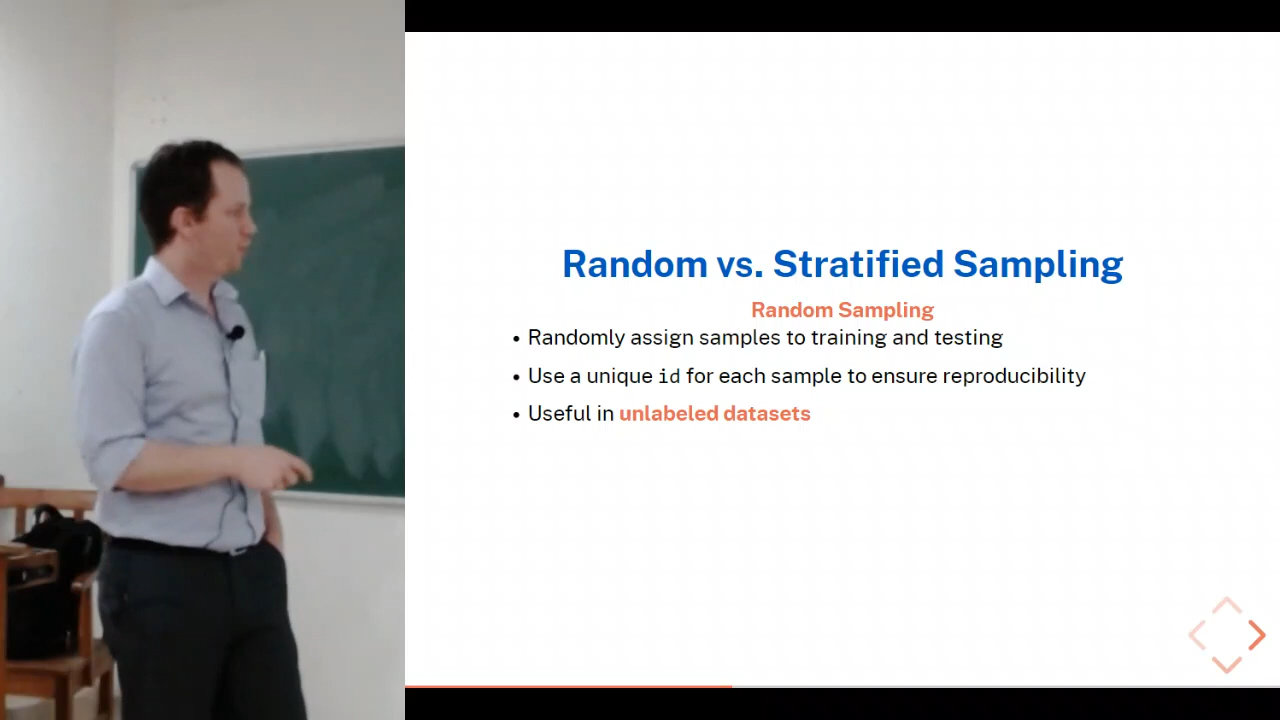 Random vs. Stratified Sampling
Random Sampling
• Randomly assign samples to training and testing
• Use a unique id for each sample to ensure reproducibility
• Useful in unlabeled datasets